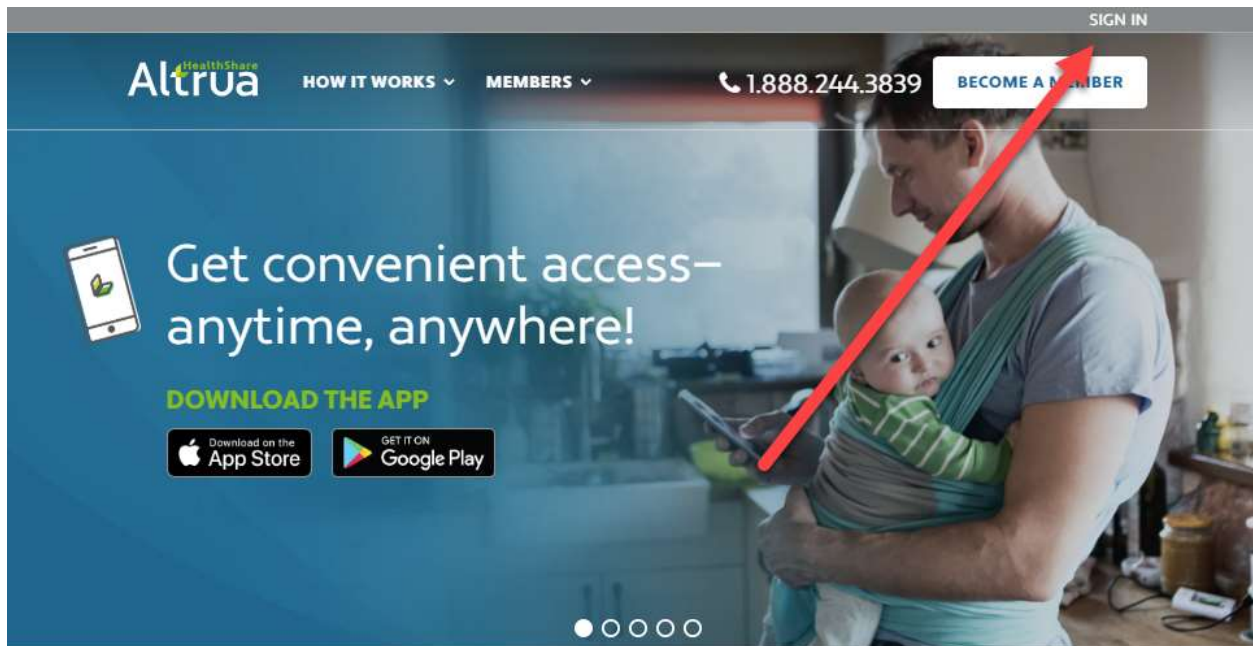 SIGN IN
HealthShare
Altrua
HOW IT WORKS
MEMBERS
1.888.244.3839
BECOME A MEMBER
Get convenient access–
anytime, anywhere!
DOWNLOAD THE APP
Download on the
App Store
GET IT ON
Google Play